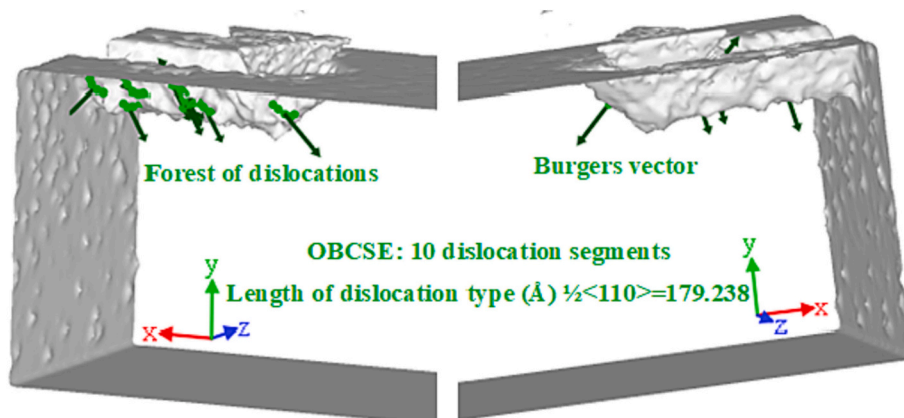 Forest of dislocations
Burgers vector
OBCSE: 10 dislocation segments
Length of dislocation type (Å) ½<110>=179.238
y
x
z
y
x
z